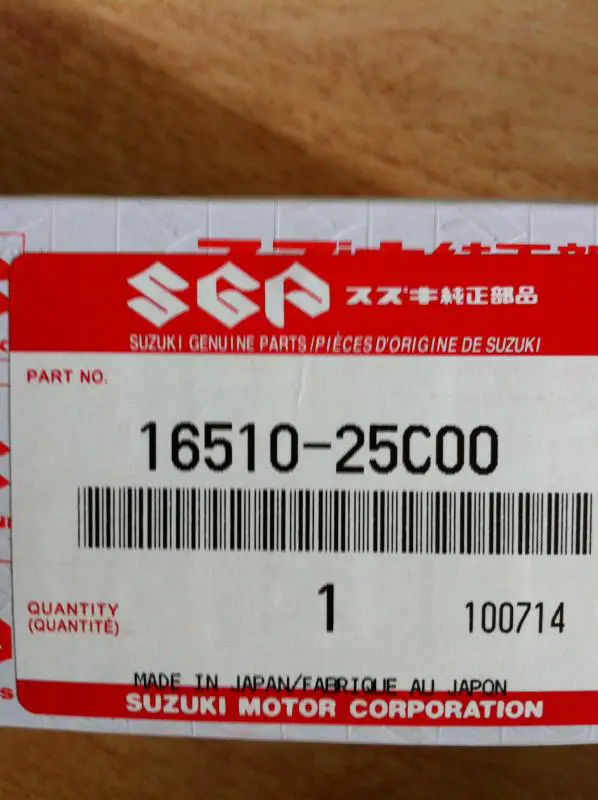 SGP スズキ純正部品
SUZUKI GENUINE PARTS/PIÈCES D'ORIGINE DE SUZUKI
PART NO.
16510-25C00
QUANTITY
(QUANTITÉ)
1
100714
MADE IN JAPAN/FABRIQUE AU JAPON
SUZUKI MOTOR CORPORATION